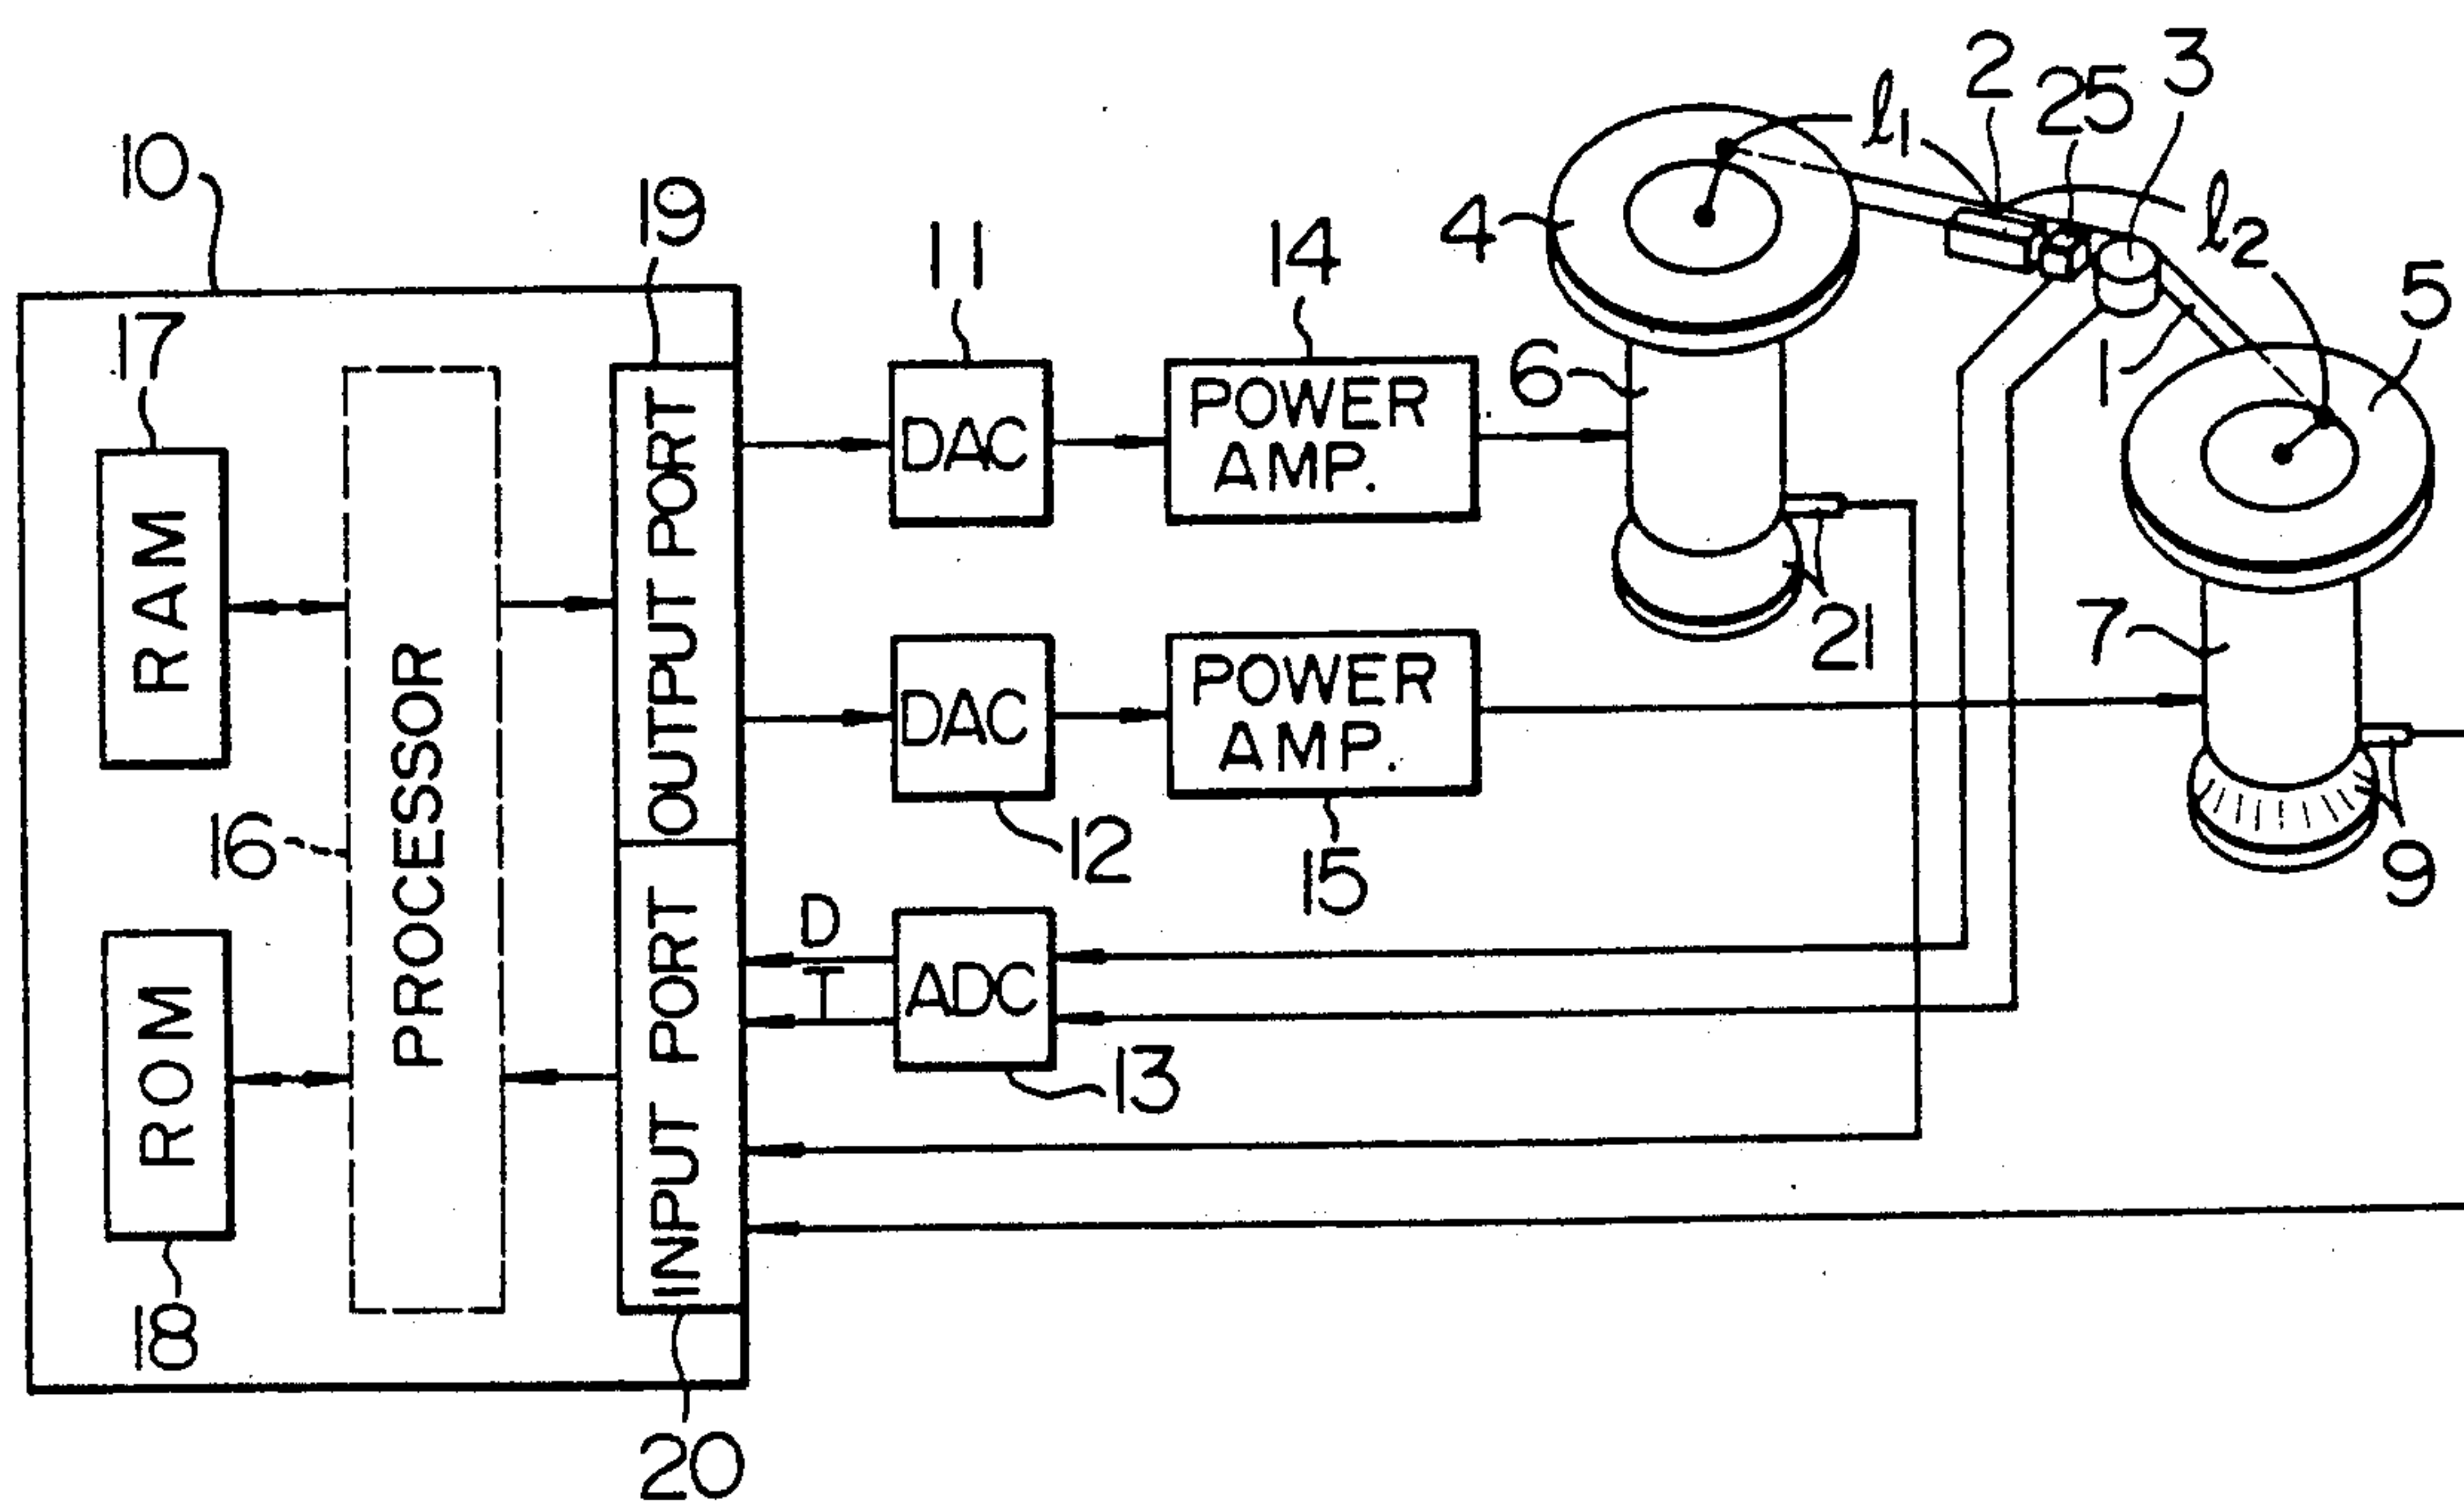 10
17
RAM
16
PROCESSOR
ROM
18
19
OUTPUT PORT
INPUT PORT
20
11
DAC
14
POWER
AMP.
DAC
12
POWER
AMP.
15
D
T
ADC
13
4
6
21
l1
2
25
3
l2
5
1
7
9